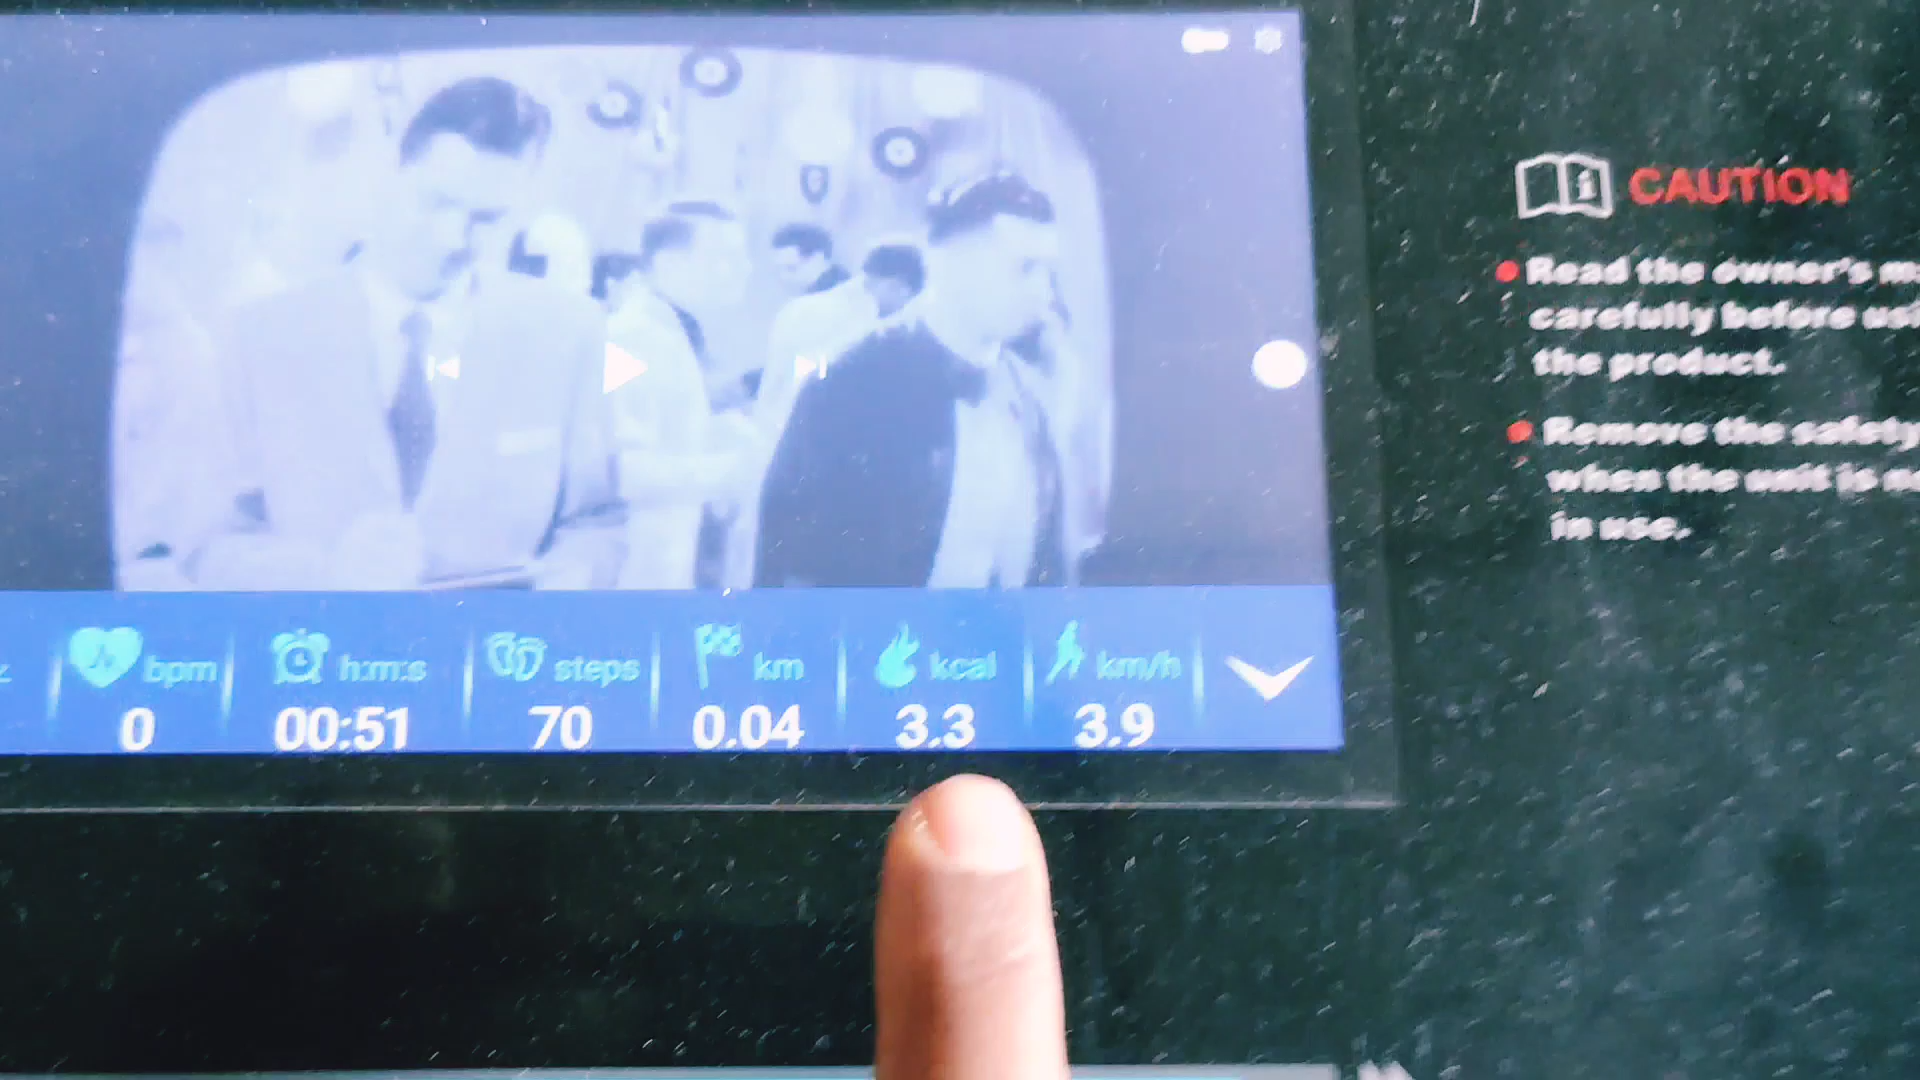 CAUTION
Read the owner's
carefully before
the product.
Remove the safety
when the unit is
in use.
bpm h:m:s steps km kcal km/h
0 00:51 70 0.04 3.3 3.9